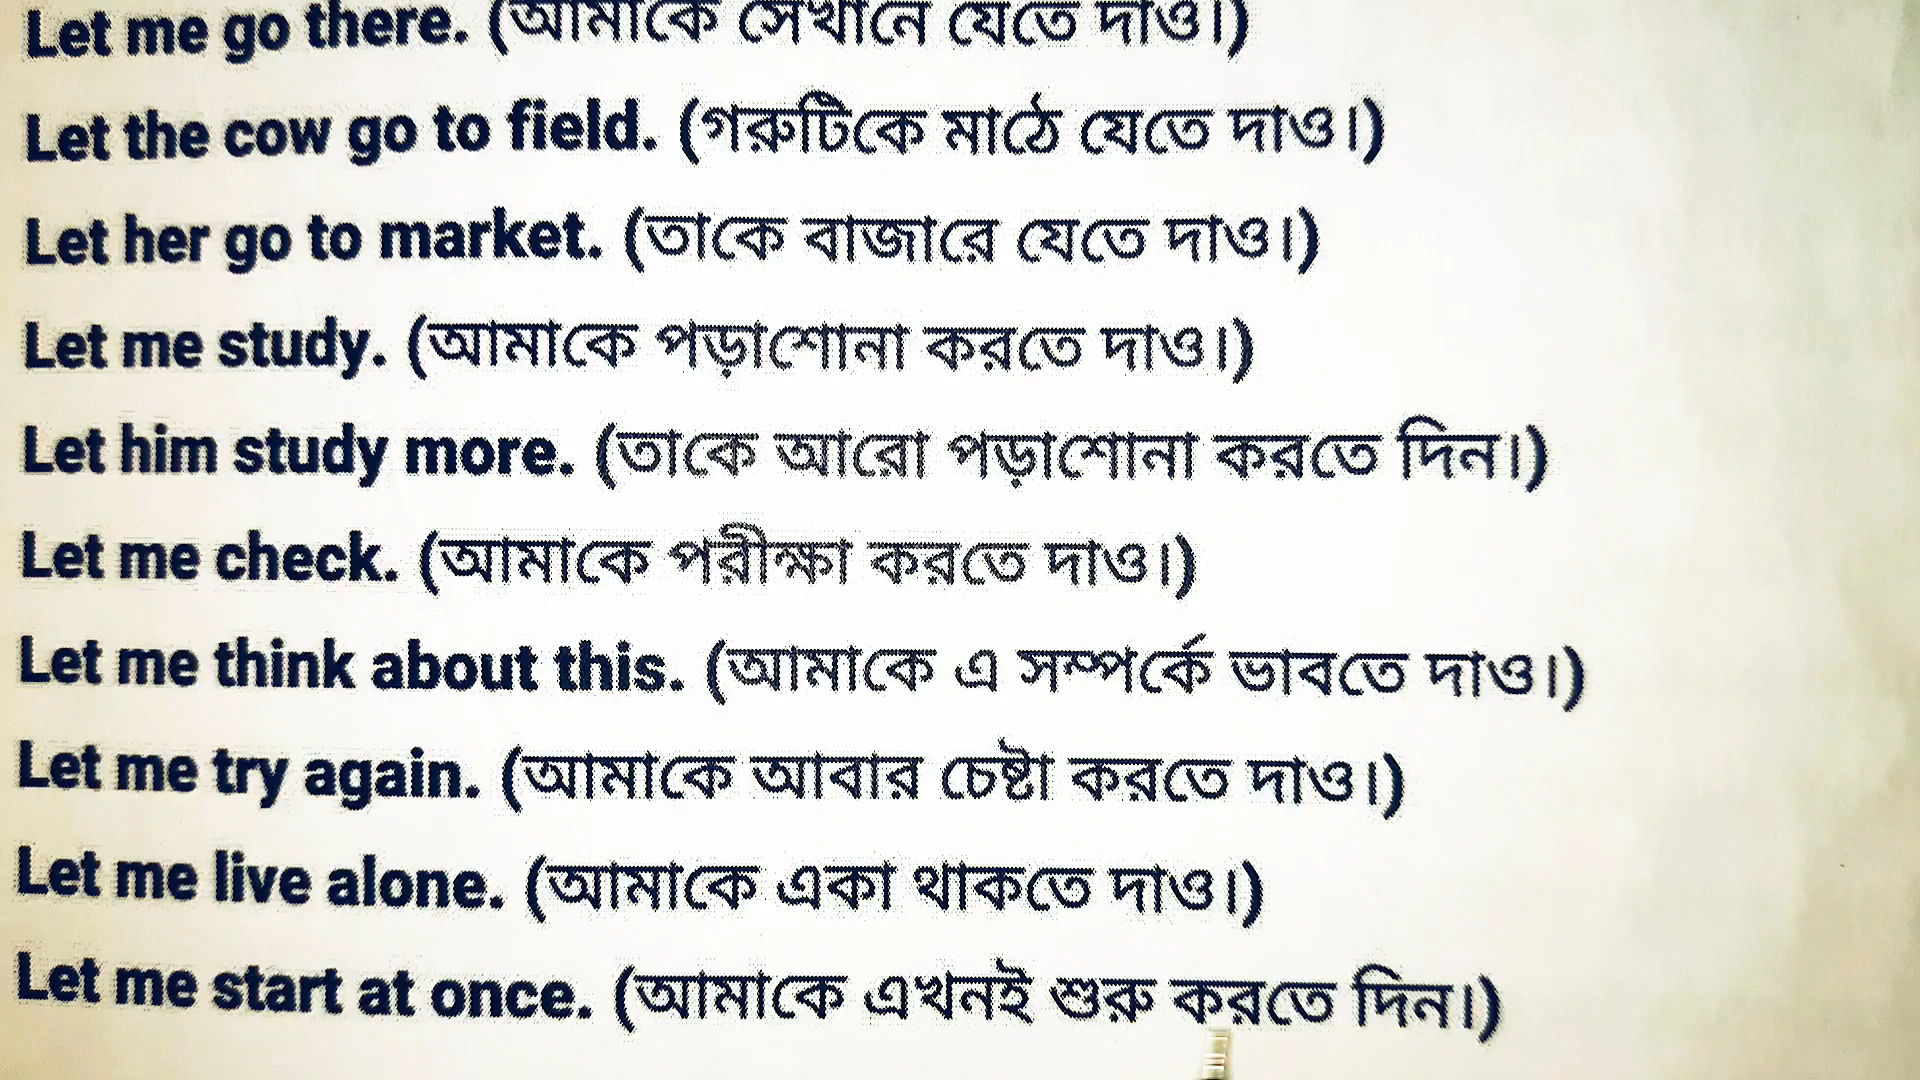 Let me go there. (আমাকে সেখানে যেতে দাও।)
Let the cow go to field. (গরুটিকে মাঠে যেতে দাও।)
Let her go to market. (তাকে বাজারে যেতে দাও।)
Let me study. (আমাকে পড়াশোনা করতে দাও।)
Let him study more. (তাকে আরো পড়াশোনা করতে দিন।)
Let me check. (আমাকে পরীক্ষা করতে দাও।)
Let me think about this. (আমাকে এ সম্পর্কে ভাবতে দাও।)
Let me try again. (আমাকে আবার চেষ্টা করতে দাও।)
Let me live alone. (আমাকে একা থাকতে দাও।)
Let me start at once. (আমাকে এখনই শুরু করতে দিন।)